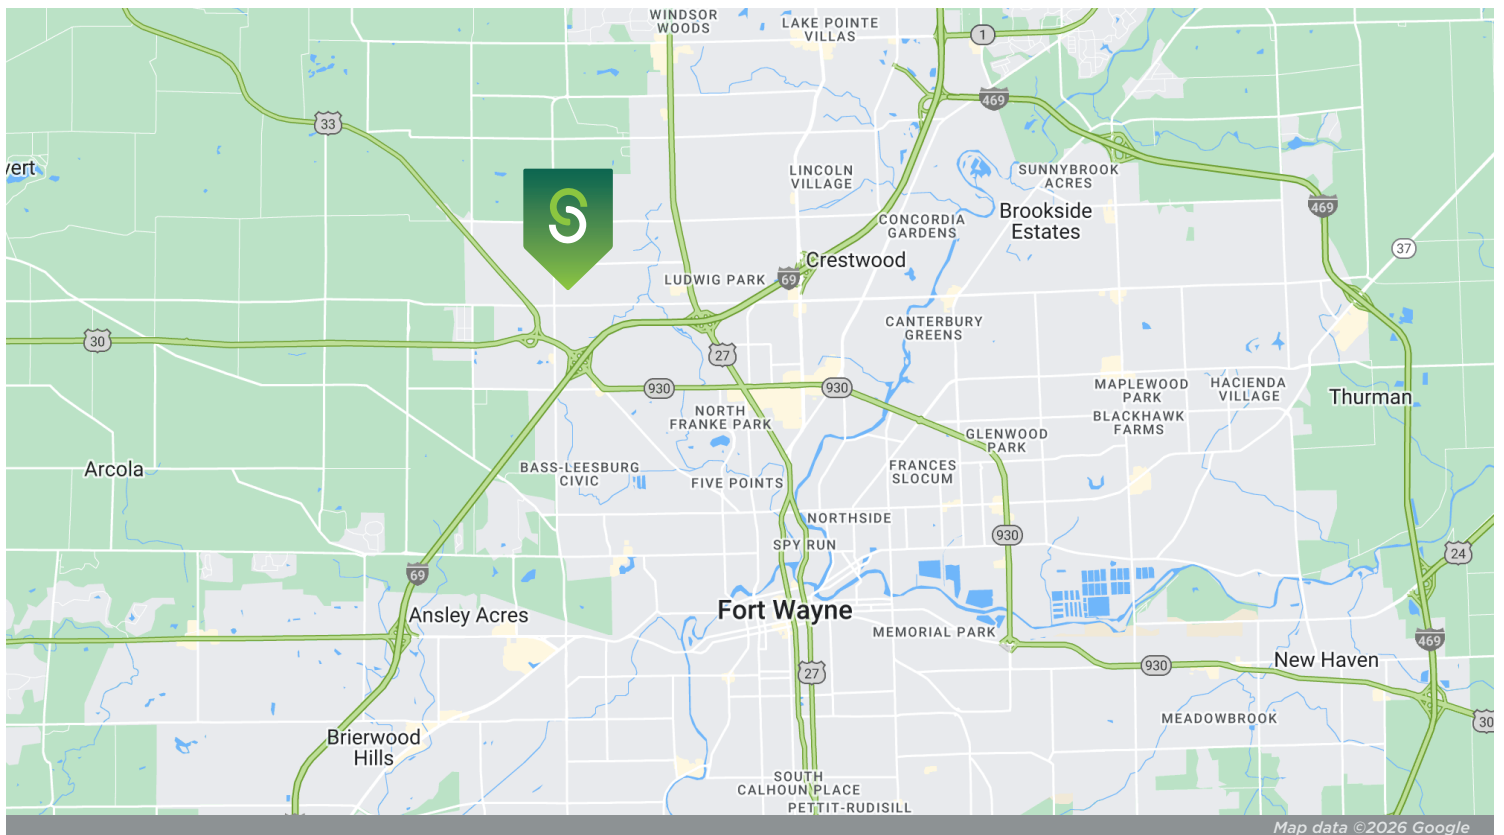 WINDSOR
WOODS
LAKE POINTE
VILLAS
1
469
33
vert
LINCOLN
VILLAGE
SUNNYBROOK
ACRES
469
S
Brookside
Estates
CONCORDIA
GARDENS
37
Crestwood
LUDWIG PARK
69
CANTERBURY
GREENS
30
27
930
930
MAPLEWOOD
PARK
HACIENDA
VILLAGE
Thurman
NORTH
FRANKE PARK
BLACKHAWK
FARMS
GLENWOOD
PARK
Arcola
BASS-LEESBURG
CIVIC
FIVE POINTS
FRANCES
SLOCUM
NORTHSIDE
930
SPY RUN
24
69
Fort Wayne
Ansley Acres
MEMORIAL PARK
469
New Haven
930
27
MEADOWBROOK
30
Brierwood
Hills
SOUTH
CALHOUN PLACE
PETTIT-RUDISILL
Map data ©2026 Google